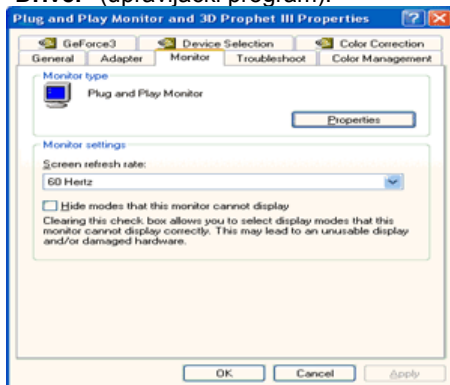 "Driver" (upravljački program).
Plug and Play Monitor and 3D Prophet III Properties
GeForce3 Device Selection Color Correction
General Adapter Monitor Troubleshoot Color Management
Monitor type
Plug and Play Monitor
Properties
Monitor settings
Screen refresh rate:
60 Hertz
Hide modes that this monitor cannot display
Clearing this check box allows you to select display modes that this
monitor cannot display correctly. This may lead to an unusable display
and/or damaged hardware.
OK Cancel Apply